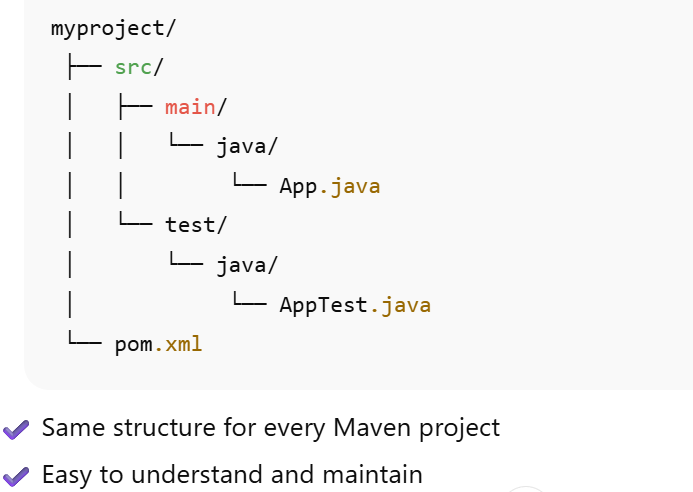 myproject/
├── src/
│   ├── main/
│   │   └── java/
│   │        └── App.java
│   └── test/
│       └── java/
│            └── AppTest.java
└── pom.xml
✔ Same structure for every Maven project
✔ Easy to understand and maintain